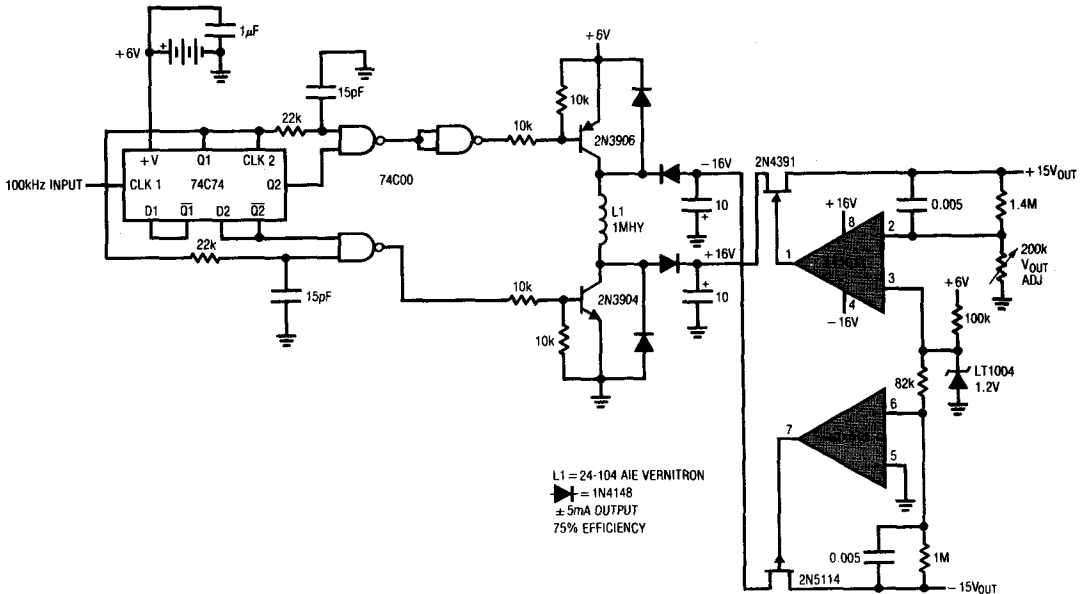 1µF
+6V
+
+6V
15pF
10k
22k
10k
2N3906
-16V
2N4391
+15VOUT
+V
Q1
CLK 2
100kHz INPUT
CLK 1
74C74
Q2
74C00
D1
Q1
D2
Q2
L1
1MHY
10
+
+16V
8
0.005
1.4M
1
2
200k
VOUT
ADJ
22k
+16V
+
10
3
4
-16V
+6V
100k
15pF
10k
2N3904
10k
LT1004
1.2V
82k
6
7
5
L1 = 24-104 AIE VERNITRON
= 1N4148
± 5mA OUTPUT
75% EFFICIENCY
0.005
1M
2N5114
-15VOUT